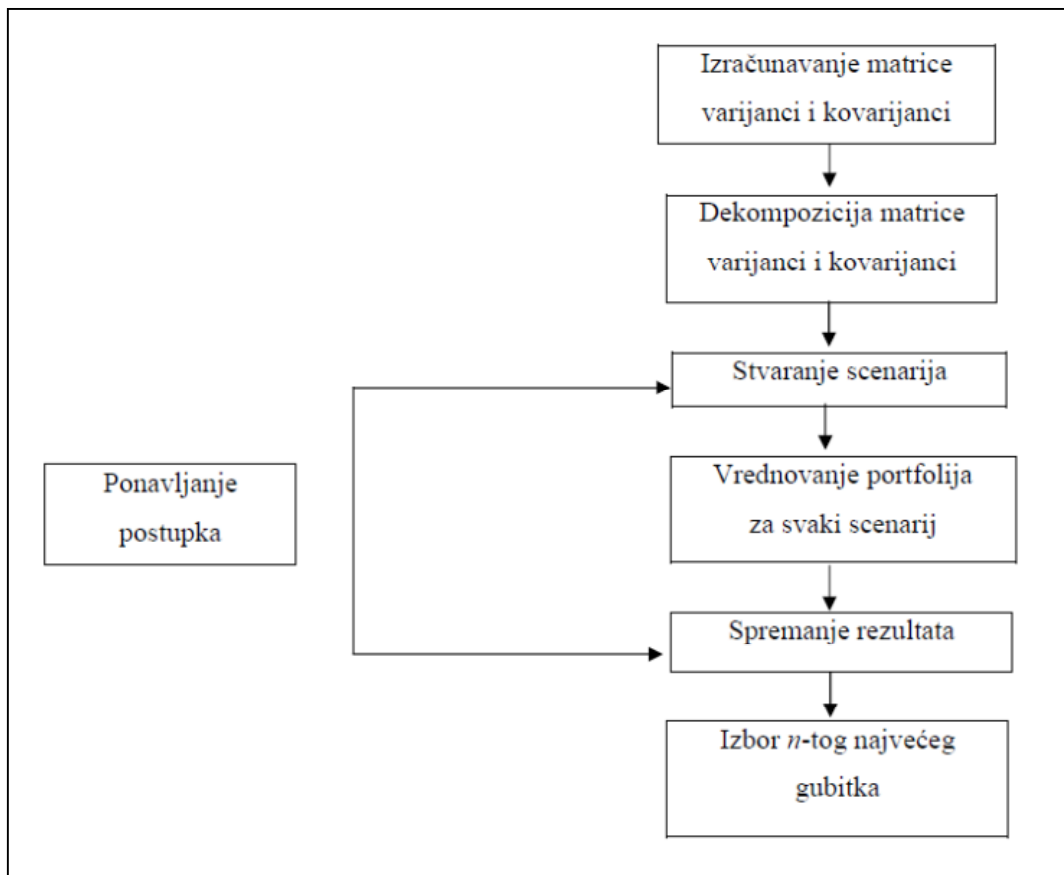 Izračunavanje matrice
varijanci i kovarijanci
Dekompozicija matrice
varijanci i kovarijanci
Stvaranje scenarija
Vrednovanje portfolija
za svaki scenarij
Ponavljanje
postupka
Spremanje rezultata
Izbor n-tog najvećeg
gubitka